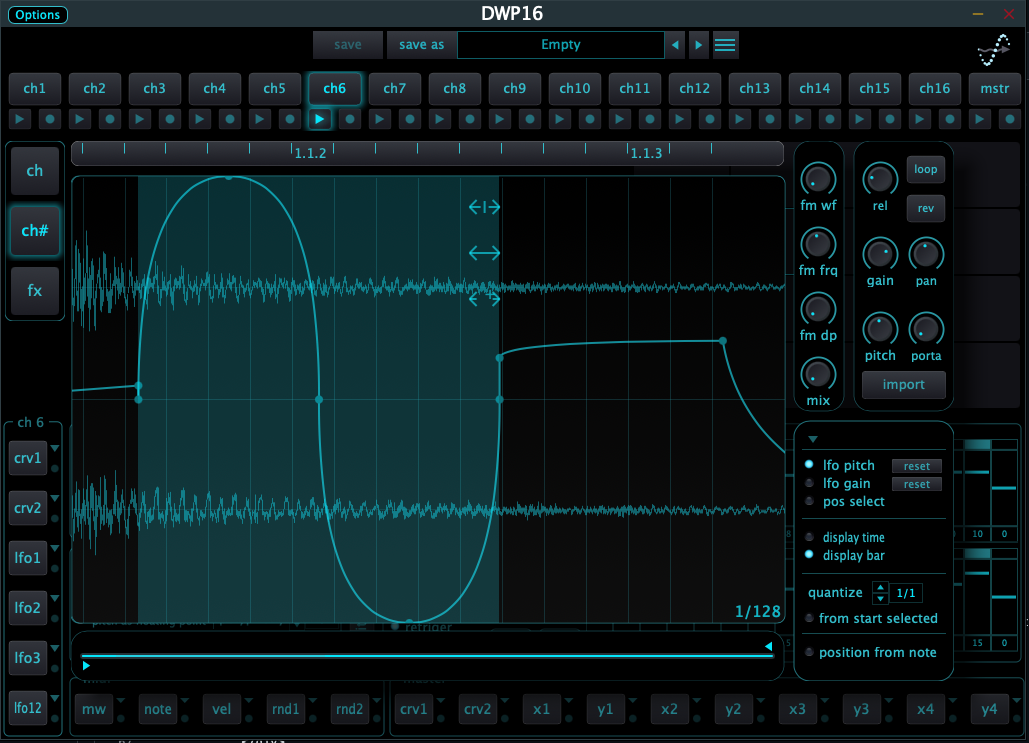 Options DWP16
save save as Empty
ch1 ch2 ch3 ch4 ch5 ch6 ch7 ch8 ch9 ch10 ch11 ch12 ch13 ch14 ch15 ch16 mstr
1.1.2 1.1.3
ch
ch#
fx
fm wf
fm frq
fm dp
mix
rel loop
rev
gain pan
pitch porta
import
ch 6
crv1
crv2
lfo1
lfo2
lfo3
lfo12
1/128
lfo pitch reset
lfo gain reset
pos select
display time
display bar
quantize 1/1
from start selected
position from note
10 0
15 0
retriger
mw note vel rnd1 rnd2 crv1 crv2 x1 y1 x2 y2 x3 y3 x4 y4